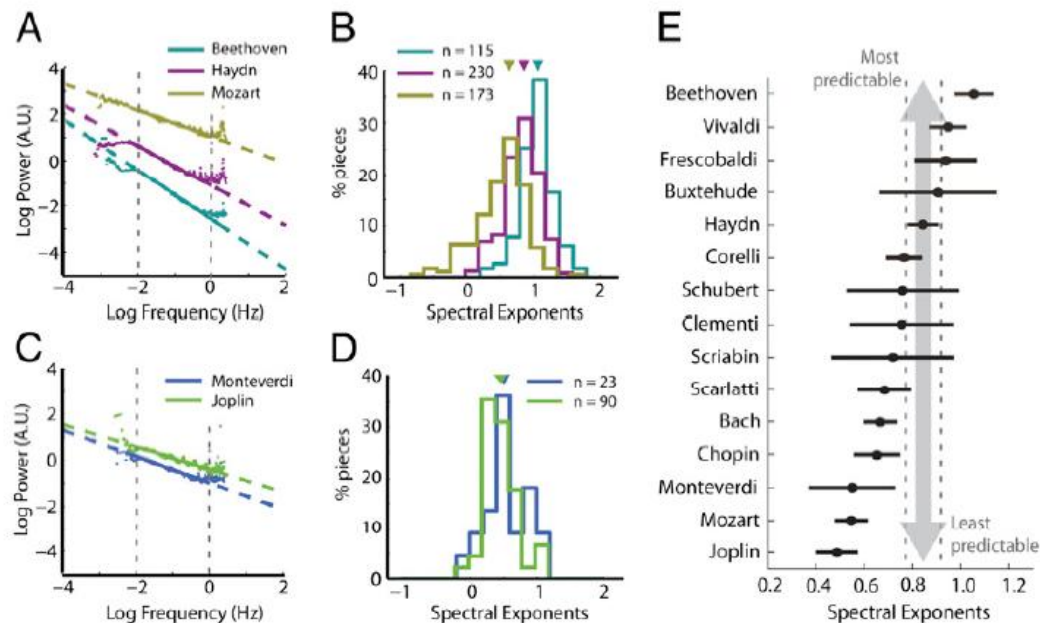 A
Beethoven
Haydn
Mozart
4
2
0
−2
−4
Log Power (A.U.)
−4 −2 0 2
Log Frequency (Hz)
B
n = 115
n = 230
n = 173
40
30
20
10
0
% pieces
−1 0 1 2
Spectral Exponents
C
Monteverdi
Joplin
4
2
0
−2
−4
Log Power (A.U.)
−4 −2 0 2
Log Frequency (Hz)
D
n = 23
n = 90
40
30
20
10
0
% pieces
−1 0 1 2
Spectral Exponents
E
Most
predictable
Beethoven
Vivaldi
Frescobaldi
Buxtehude
Haydn
Corelli
Schubert
Clementi
Scriabin
Scarlatti
Bach
Chopin
Monteverdi
Mozart
Joplin
Least
predictable
0.2 0.4 0.6 0.8 1.0 1.2
Spectral Exponents